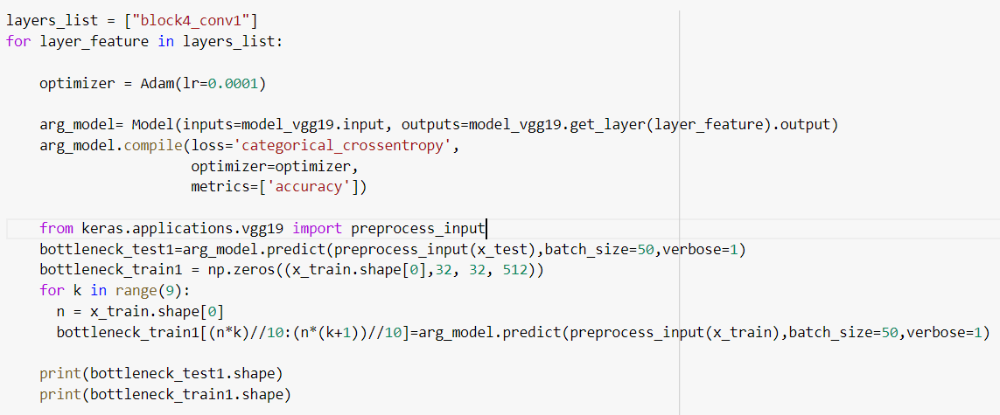 layers_list = ["block4_conv1"]
for layer_feature in layers_list:
optimizer = Adam(lr=0.0001)
arg_model= Model(inputs=model_vgg19.input, outputs=model_vgg19.get_layer(layer_feature).output)
arg_model.compile(loss='categorical_crossentropy',
optimizer=optimizer,
metrics=['accuracy'])
from keras.applications.vgg19 import preprocess_input
bottleneck_test1=arg_model.predict(preprocess_input(x_test),batch_size=50,verbose=1)
bottleneck_train1 = np.zeros((x_train.shape[0],32, 32, 512))
for k in range(9):
n = x_train.shape[0]
bottleneck_train1[(n*k)//10:(n*(k+1))//10]=arg_model.predict(preprocess_input(x_train),batch_size=50,verbose=1)
print(bottleneck_test1.shape)
print(bottleneck_train1.shape)